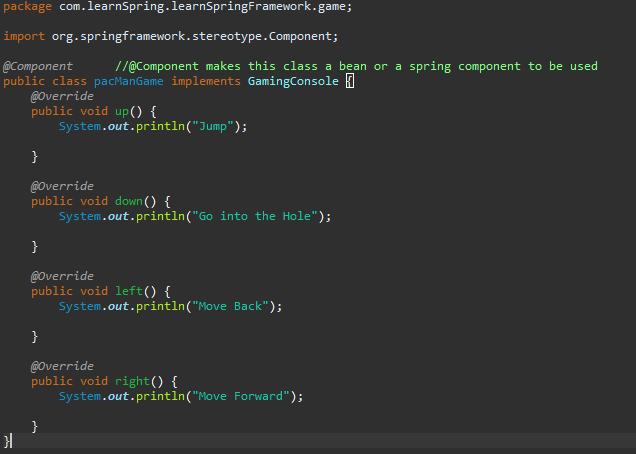 package com.learnSpring.learnSpringFramework.game;
import org.springframework.stereotype.Component;
@Component //@Component makes this class a bean or a spring component to be used
public class pacManGame implements GamingConsole {
@Override
public void up() {
System.out.println("Jump");
}
@Override
public void down() {
System.out.println("Go into the Hole");
}
@Override
public void left() {
System.out.println("Move Back");
}
@Override
public void right() {
System.out.println("Move Forward");
}
}